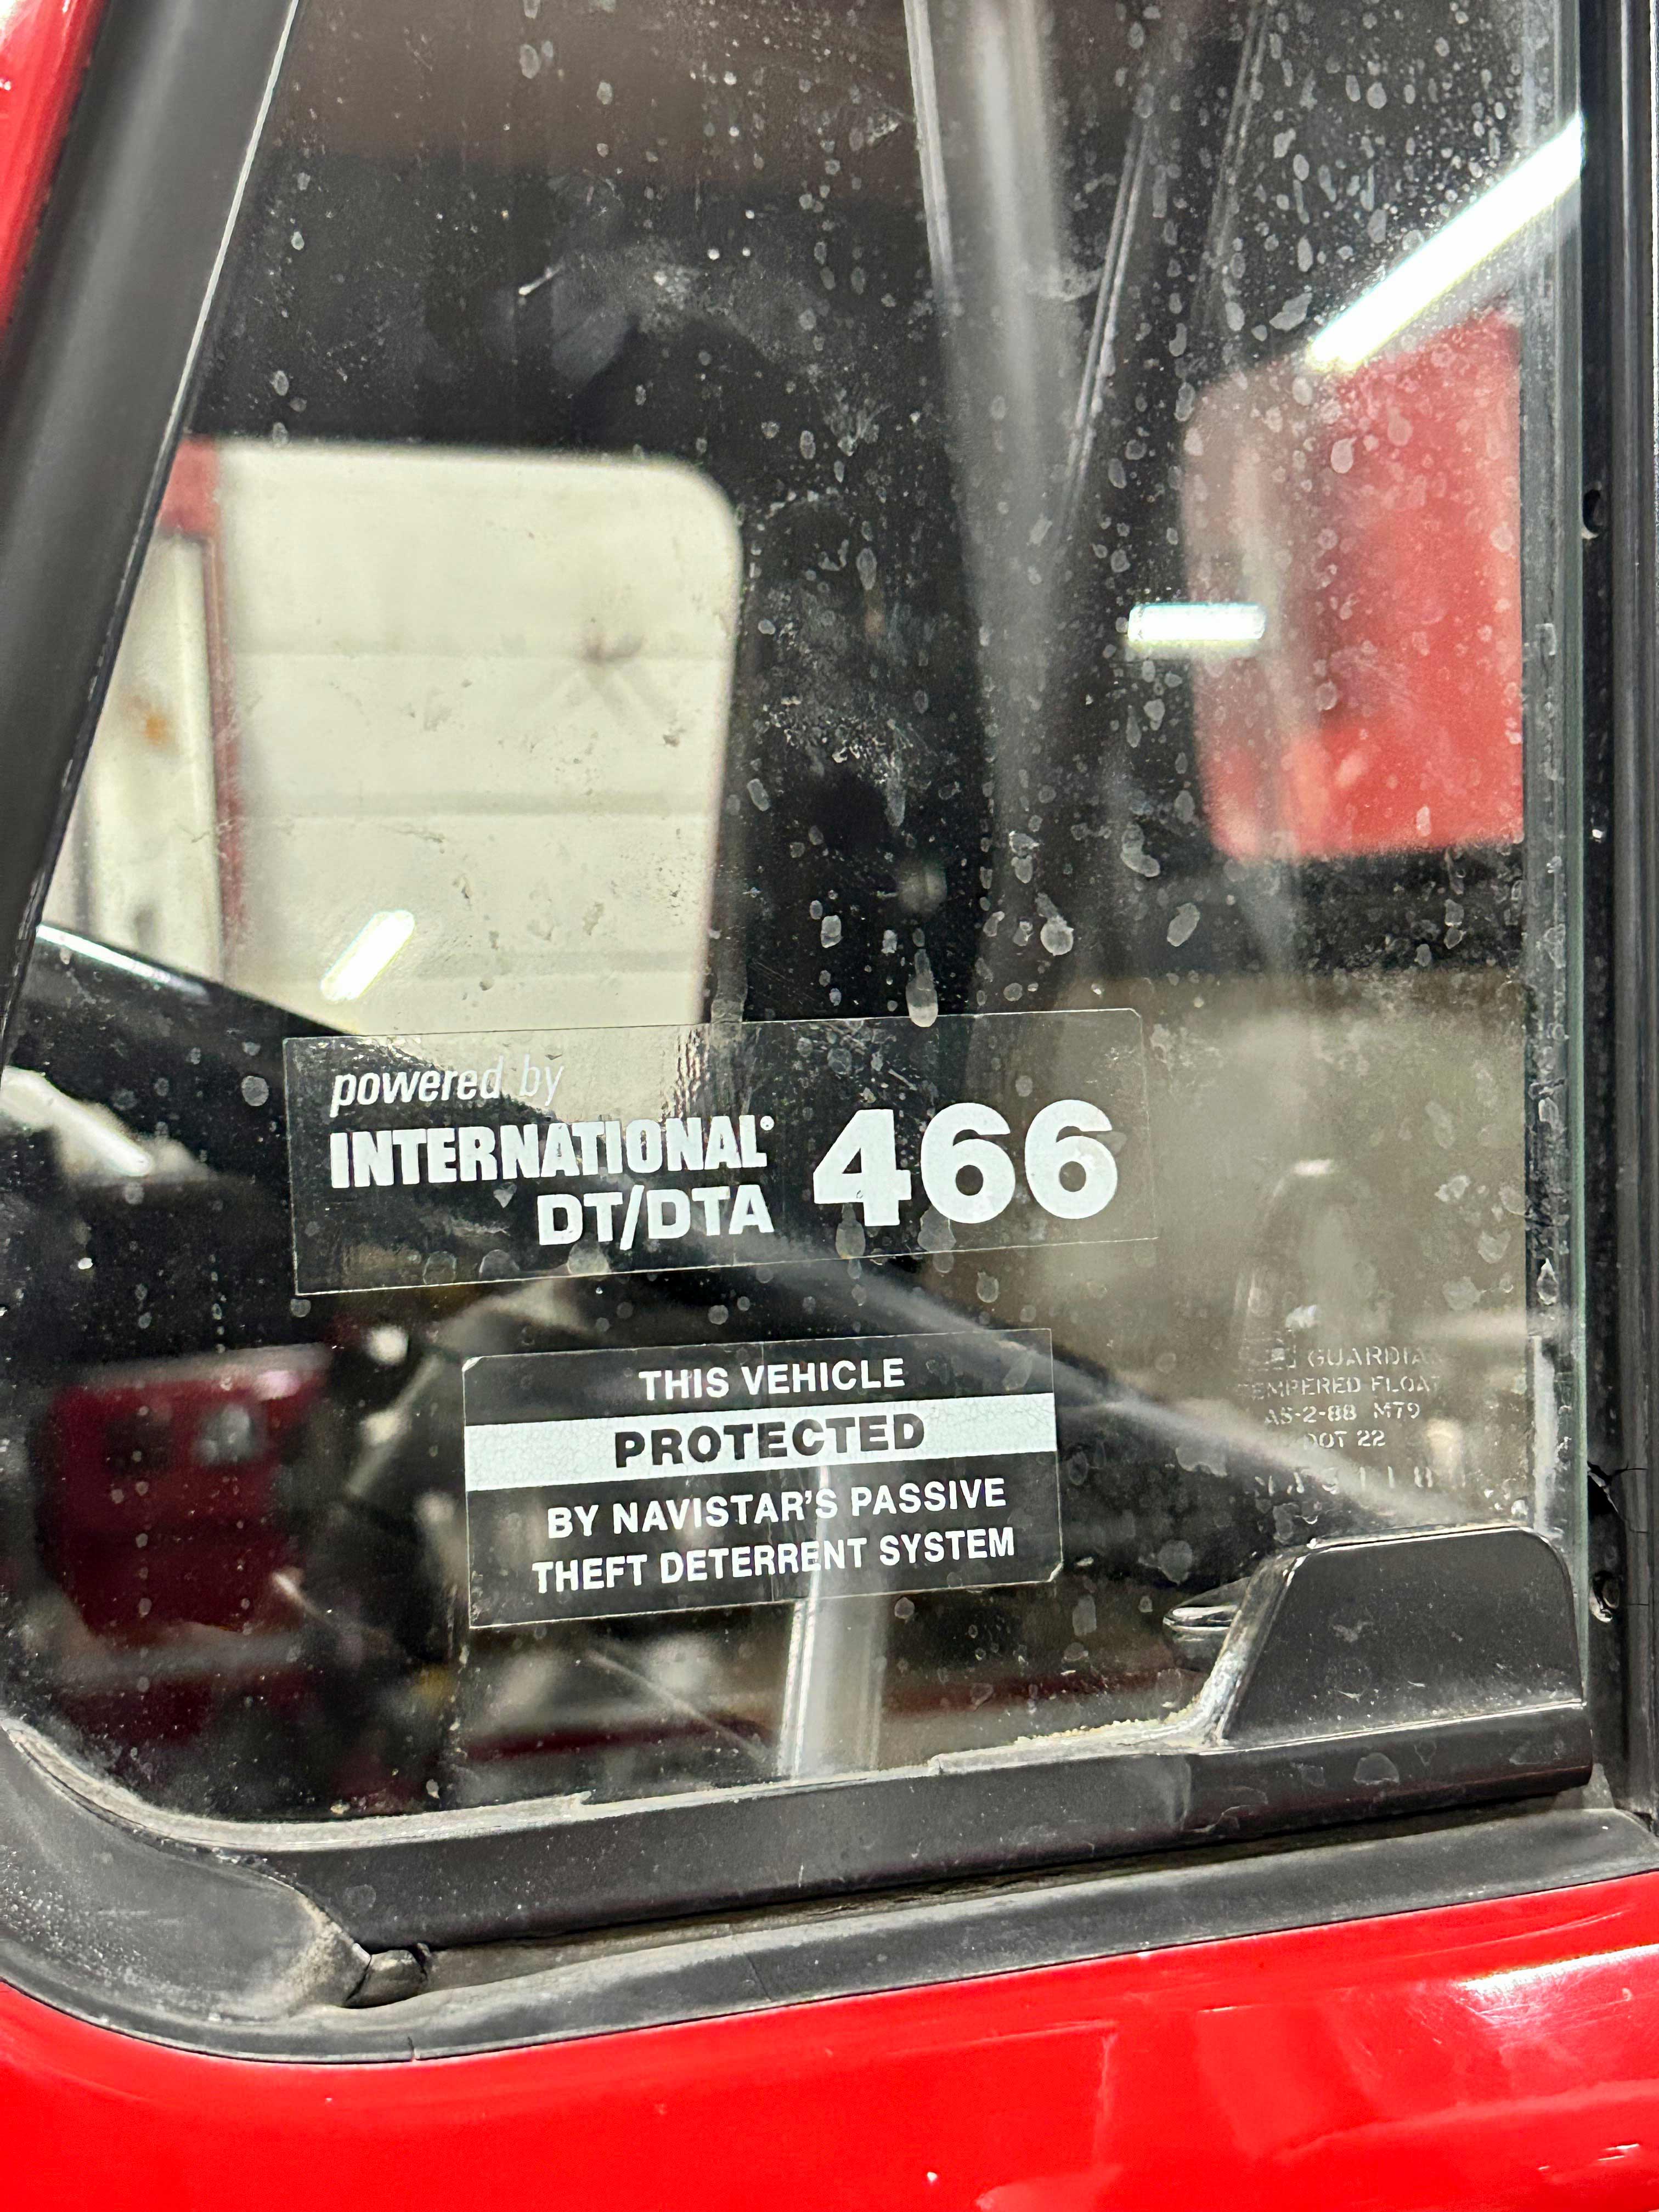 powered by
INTERNATIONAL® 466
DT/DTA
THIS VEHICLE
PROTECTED
BY NAVISTAR'S PASSIVE
THEFT DETERRENT SYSTEM
GUARDIAN
TEMPERED FLOAT
AS-2-88 M79
DOT 22